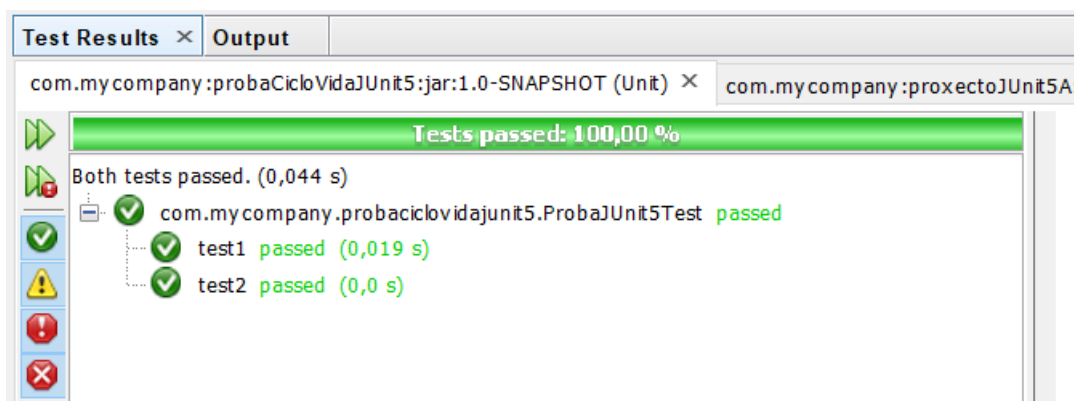 Test Results × Output
com.mycompany:probaCicloVidaJUnit5:jar:1.0-SNAPSHOT (Unit) × com.mycompany:proxectoJUnit5A
Tests passed: 100,00 %
Both tests passed. (0,044 s)
com.mycompany.probaciclovidajunit5.ProbaJUnit5Test passed
test1 passed (0,019 s)
test2 passed (0,0 s)